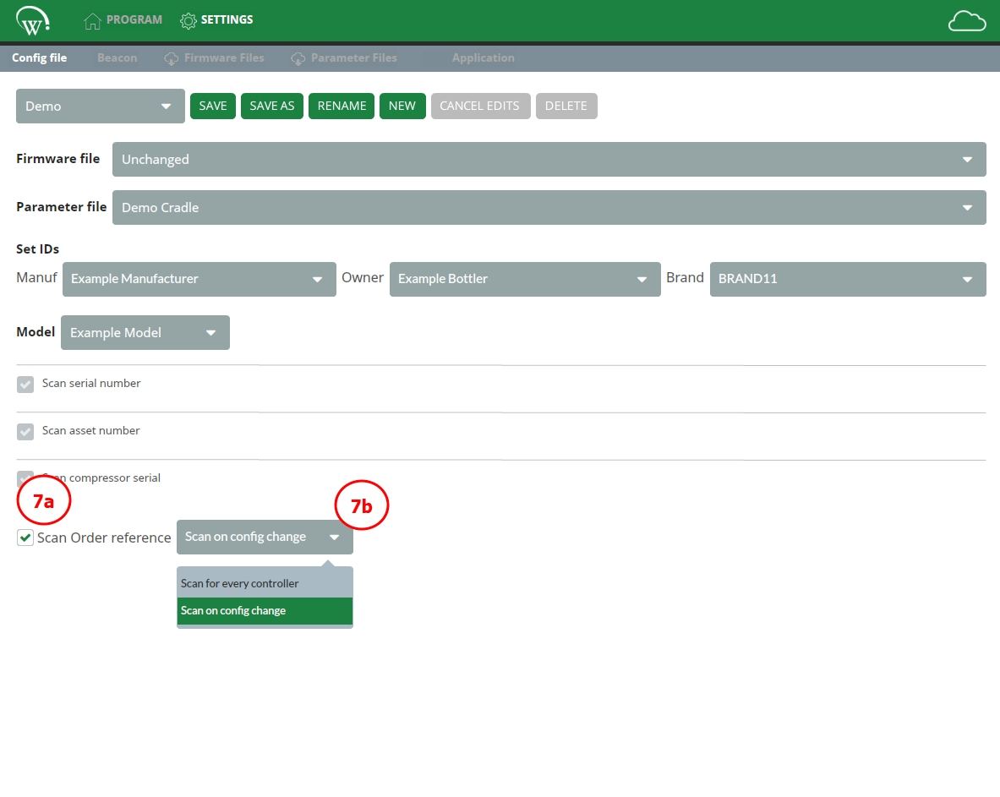 W PROGRAM SETTINGS
Config file Beacon Firmware Files Parameter Files Application
Demo SAVE SAVE AS RENAME NEW CANCEL EDITS DELETE
Firmware file Unchanged
Parameter file Demo Cradle
Set IDs
Manuf Example Manufacturer Owner Example Bottler Brand BRAND11
Model Example Model
Scan serial number
Scan asset number
Scan compressor serial
7a 7b
Scan Order reference Scan on config change
Scan for every controller
Scan on config change